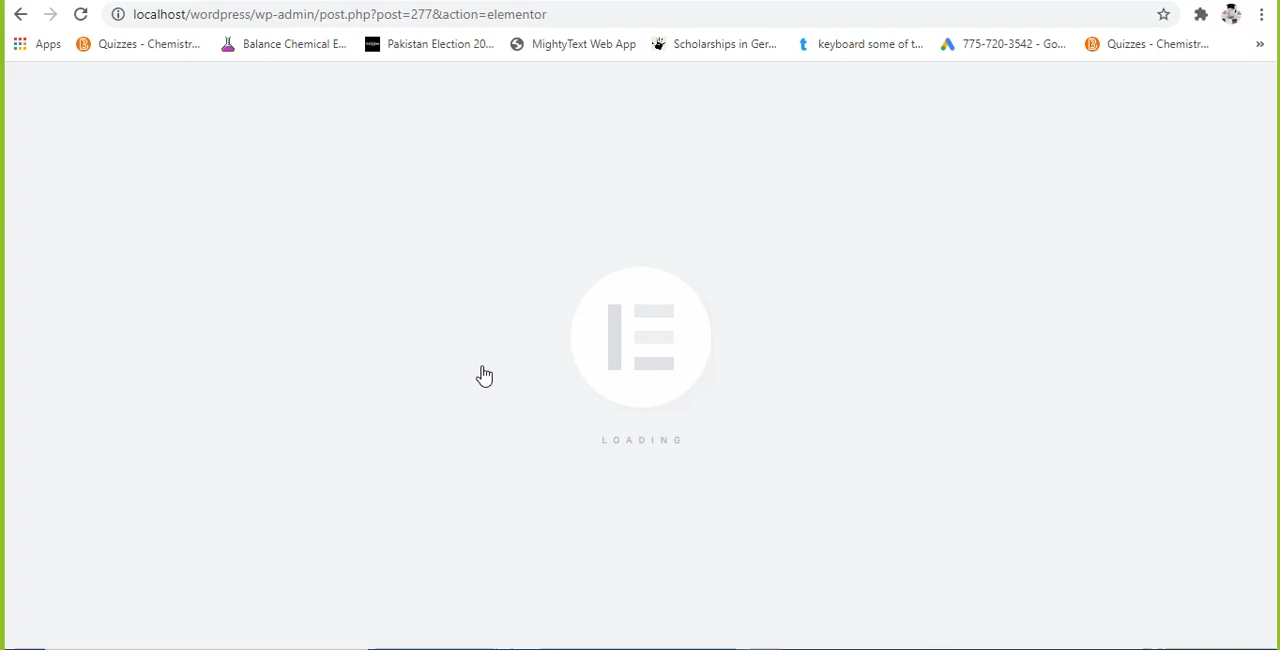 localhost/wordpress/wp-admin/post.php?post=277&action=elementor
Apps Quizzes - Chemistr... Balance Chemical E... Pakistan Election 20... MightyText Web App Scholarships in Ger... keyboard some of t... 775-720-3542 - Go... Quizzes - Chemistr... »
LOADING